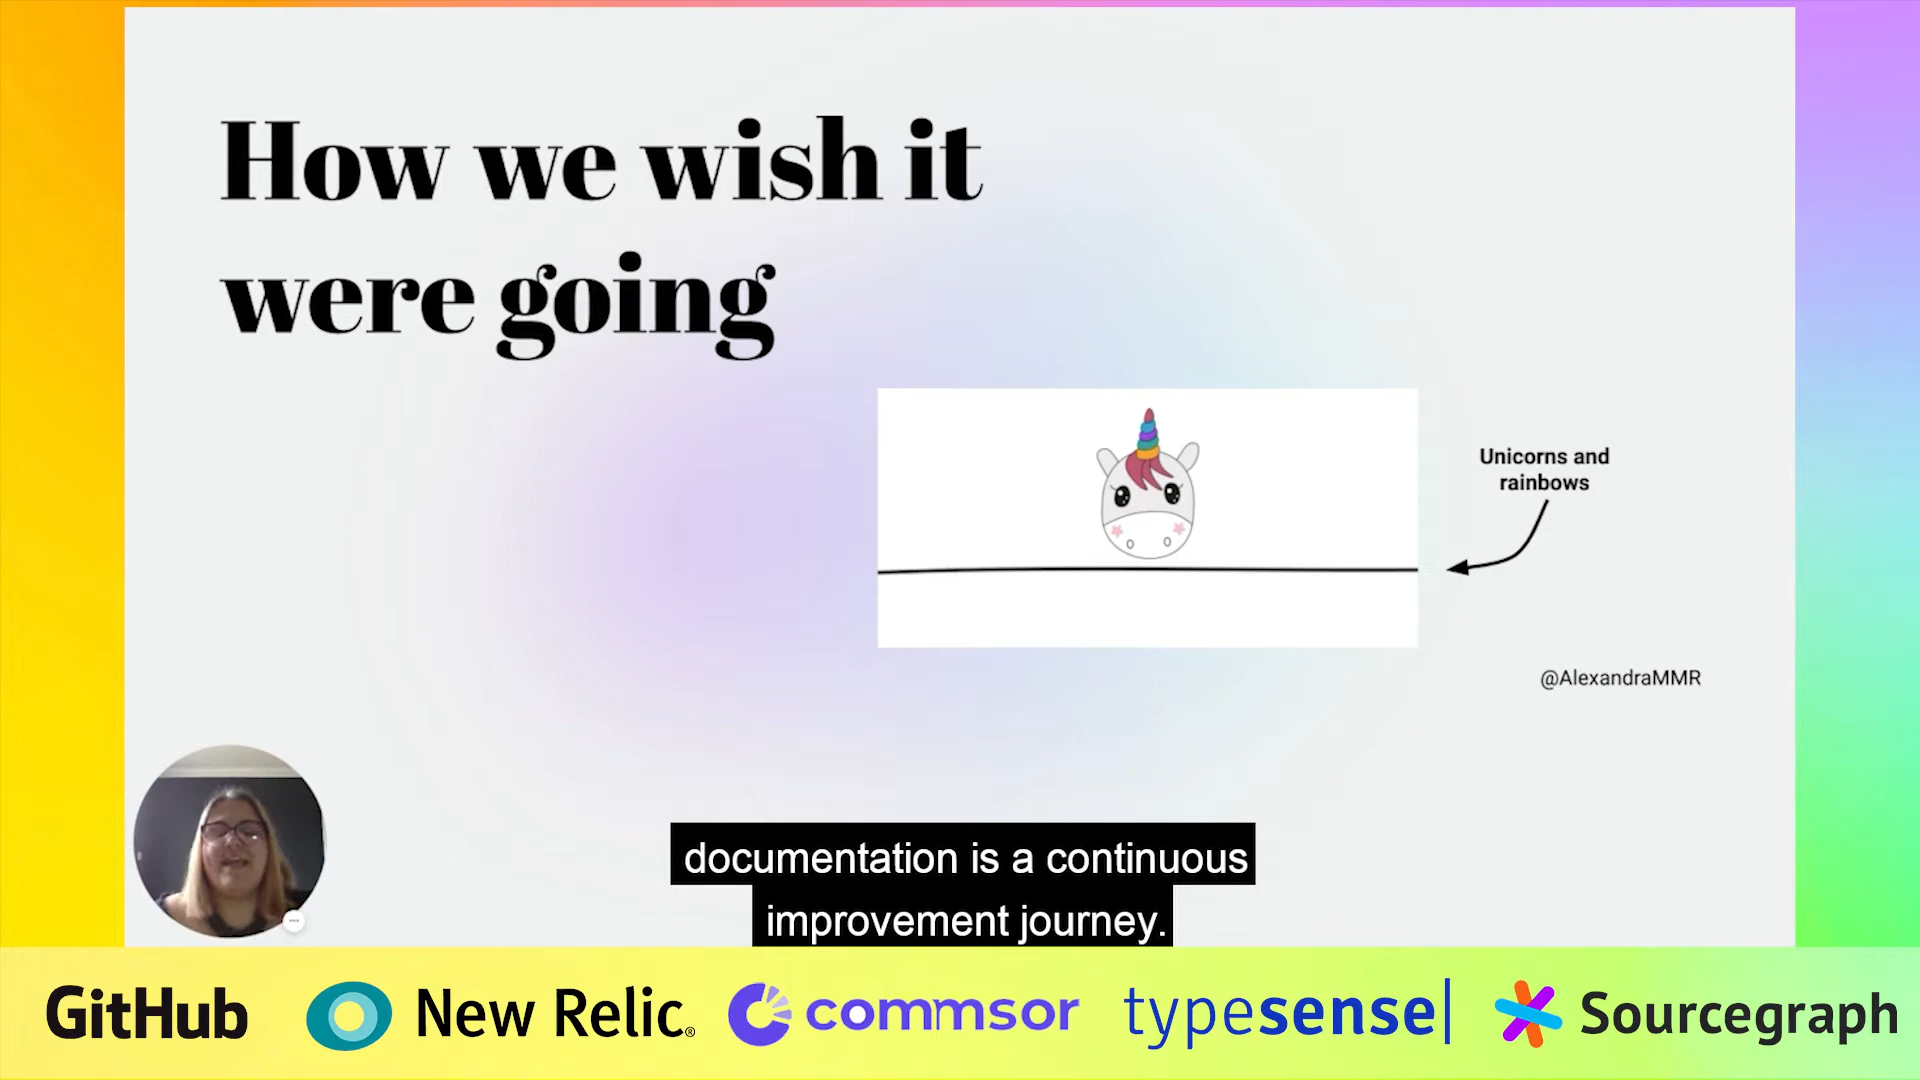 How we wish it
were going
Unicorns and
rainbows
@AlexandraMMR
documentation is a continuous
improvement journey.
GitHub
New Relic®
commsor
typesense|
Sourcegraph